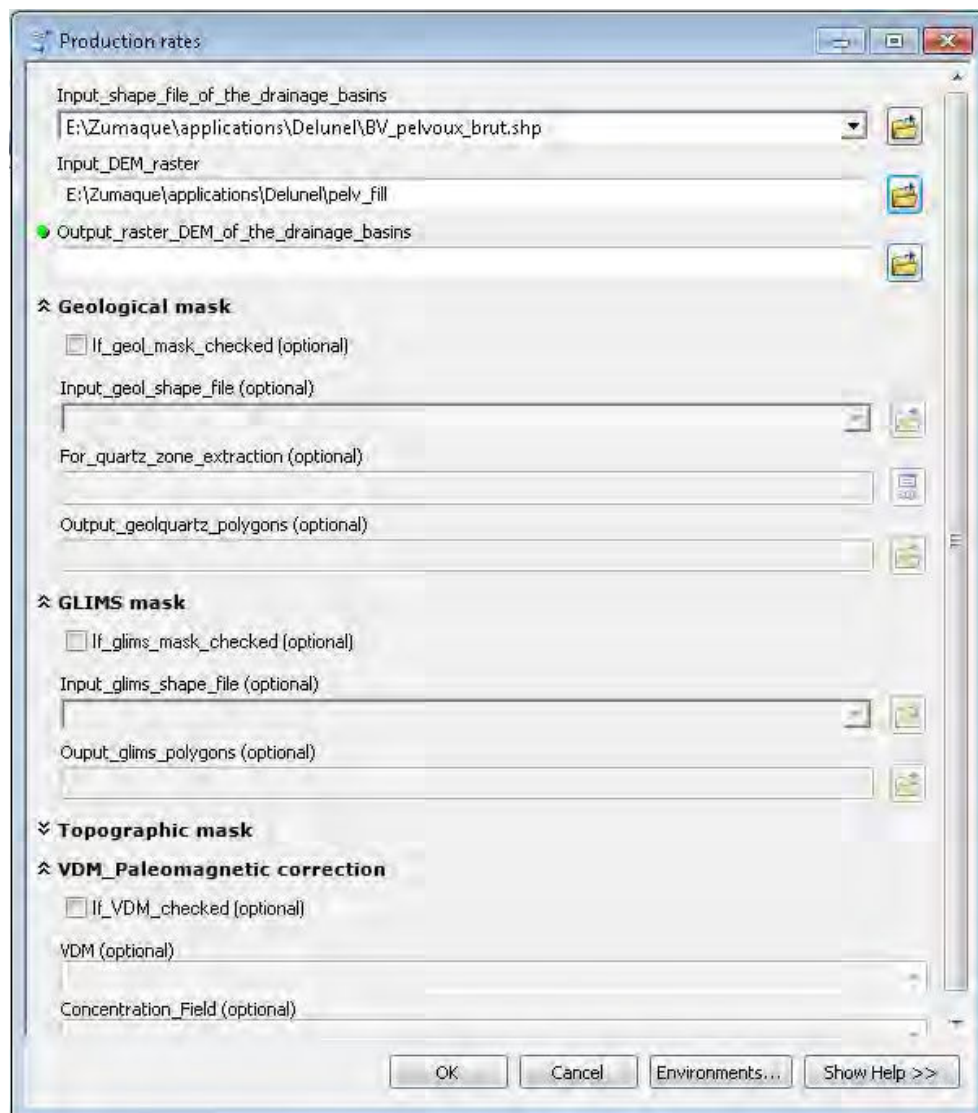 Production rates
Input_shape_file_of_the_drainage_basins
E:\Zumaque\applications\Delunel\BV_pelvoux_brut.shp
Input_DEM_raster
E:\Zumaque\applications\Delunel\pelv_fill
Output_raster_DEM_of_the_drainage_basins
Geological mask
If_geol_mask_checked (optional)
Input_geol_shape_file (optional)
For_quartz_zone_extraction (optional)
Output_geolquartz_polygons (optional)
GLIMS mask
If_glims_mask_checked (optional)
Input_glims_shape_file (optional)
Ouput_glims_polygons (optional)
Topographic mask
VDM_Paleomagnetic correction
If_VDM_checked (optional)
VDM (optional)
Concentration_Field (optional)
OK Cancel Environments... Show Help >>